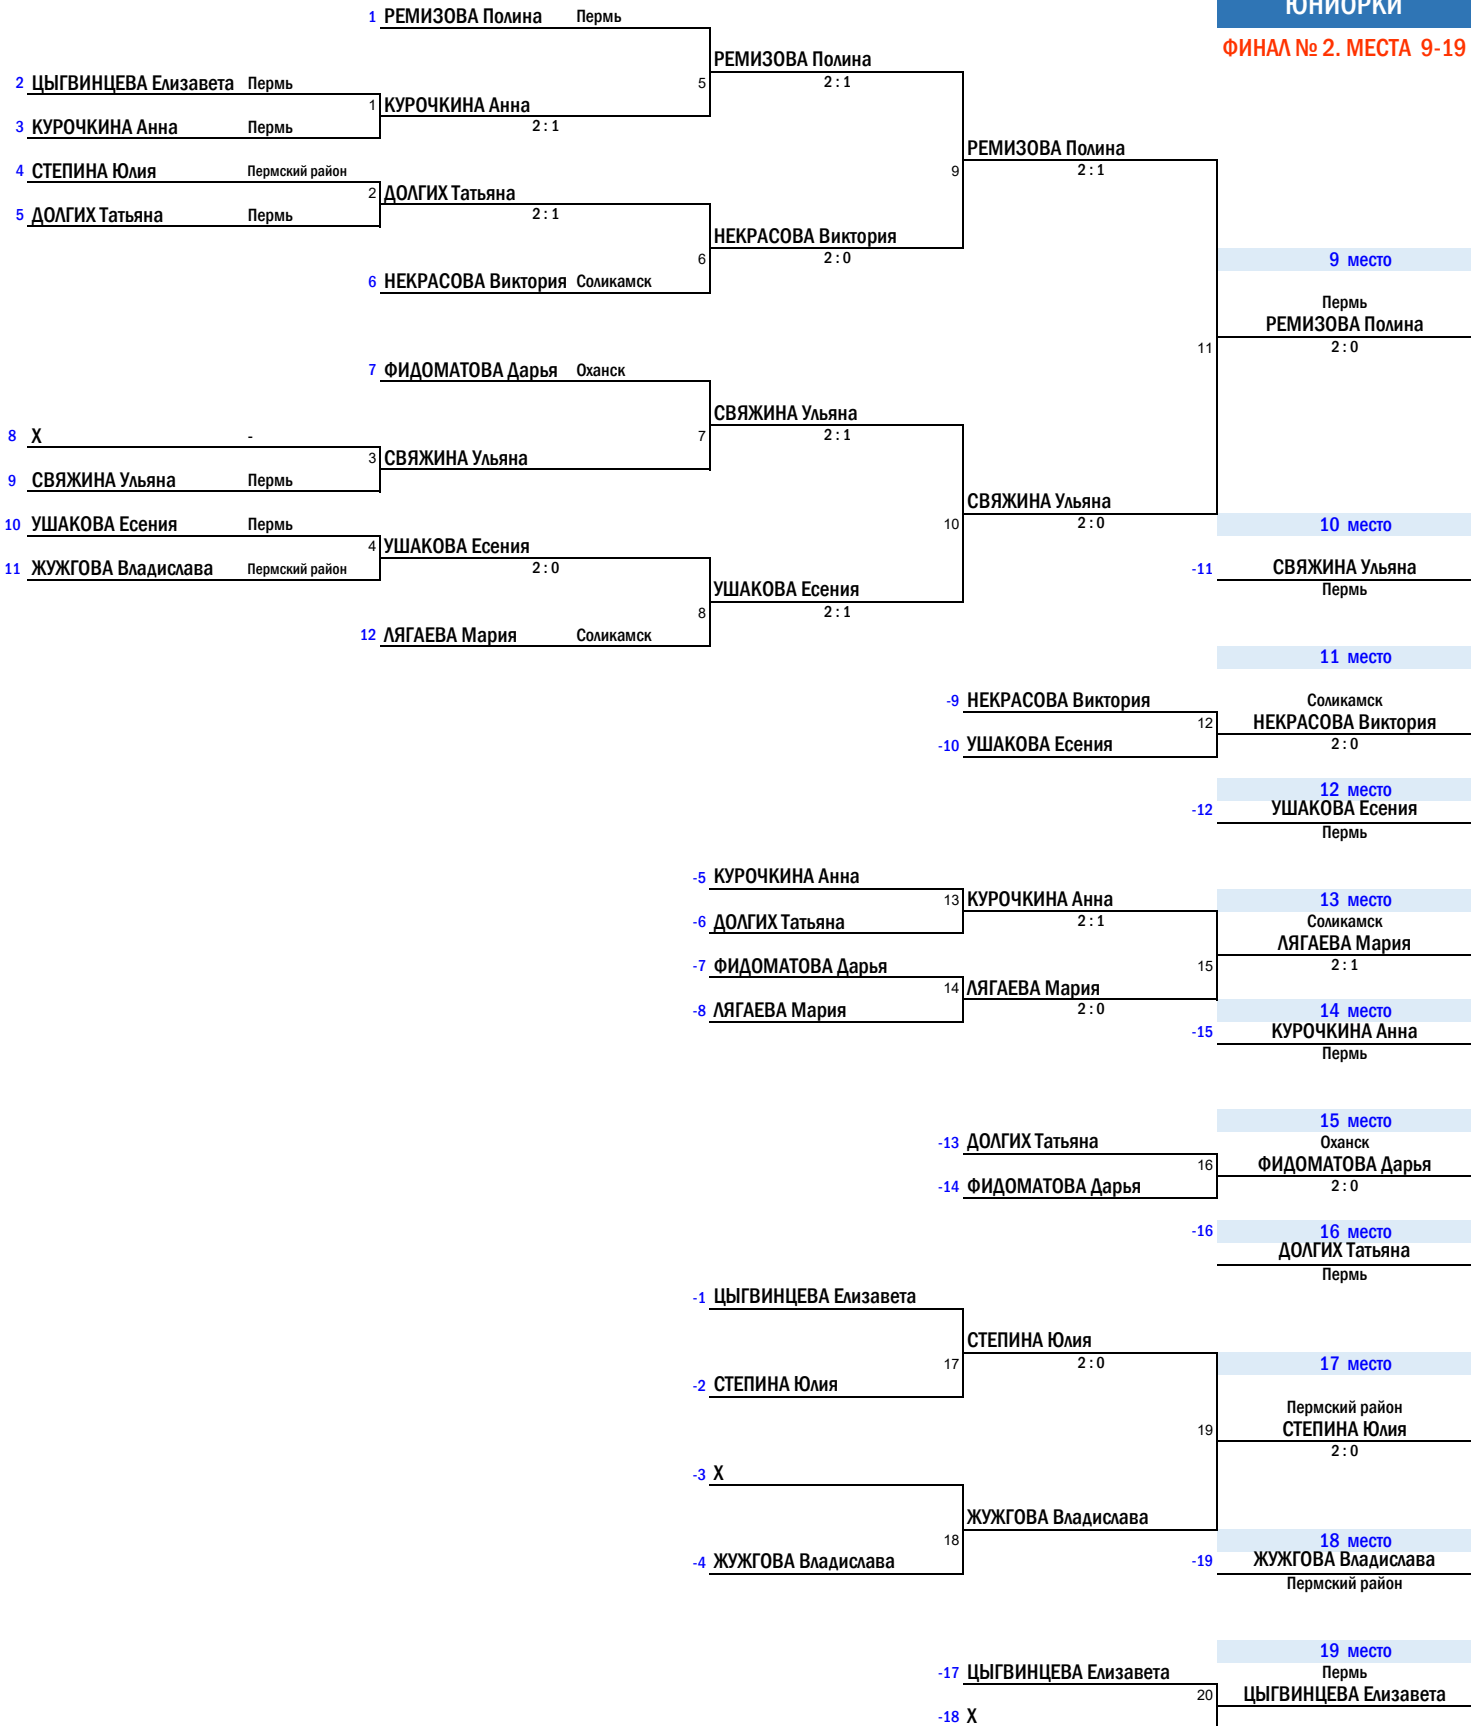 ЮНИОРКИ
1 РЕМИЗОВА Полина Пермь
ФИНАЛ № 2. МЕСТА 9-19
РЕМИЗОВА Полина
2 ЦЫГВИНЦЕВА Елизавета Пермь
5 2 : 1
1 КУРОЧКИНА Анна
3 КУРОЧКИНА Анна Пермь
2 : 1
РЕМИЗОВА Полина
4 СТЕПИНА Юлия Пермский район
9 2 : 1
2 ДОЛГИХ Татьяна
5 ДОЛГИХ Татьяна Пермь
2 : 1
НЕКРАСОВА Виктория
6 2 : 0
9 место
6 НЕКРАСОВА Виктория Соликамск
Пермь
РЕМИЗОВА Полина
11 2 : 0
7 ФИДОМАТОВА Дарья Оханск
СВЯЖИНА Ульяна
8 X -
7 2 : 1
3 СВЯЖИНА Ульяна
9 СВЯЖИНА Ульяна Пермь
СВЯЖИНА Ульяна
10 УШАКОВА Есения Пермь
10 2 : 0
10 место
4 УШАКОВА Есения
11 ЖУЖГОВА Владислава Пермский район
2 : 0
-11 СВЯЖИНА Ульяна
УШАКОВА Есения
Пермь
8 2 : 1
12 ЛЯГАЕВА Мария Соликамск
11 место
-9 НЕКРАСОВА Виктория
Соликамск
12 НЕКРАСОВА Виктория
-10 УШАКОВА Есения
2 : 0
12 место
-12 УШАКОВА Есения
Пермь
-5 КУРОЧКИНА Анна
13 КУРОЧКИНА Анна
13 место
-6 ДОЛГИХ Татьяна
2 : 1
Соликамск
ЛЯГАЕВА Мария
-7 ФИДОМАТОВА Дарья
15 2 : 1
14 ЛЯГАЕВА Мария
-8 ЛЯГАЕВА Мария
2 : 0
14 место
-15 КУРОЧКИНА Анна
Пермь
15 место
-13 ДОЛГИХ Татьяна
Оханск
16 ФИДОМАТОВА Дарья
-14 ФИДОМАТОВА Дарья
2 : 0
-16 16 место
ДОЛГИХ Татьяна
Пермь
-1 ЦЫГВИНЦЕВА Елизавета
СТЕПИНА Юлия
17 2 : 0
17 место
-2 СТЕПИНА Юлия
Пермский район
19 СТЕПИНА Юлия
2 : 0
-3 X
ЖУЖГОВА Владислава
18
18 место
-4 ЖУЖГОВА Владислава
-19 ЖУЖГОВА Владислава
Пермский район
19 место
-17 ЦЫГВИНЦЕВА Елизавета
Пермь
20 ЦЫГВИНЦЕВА Елизавета
-18 X